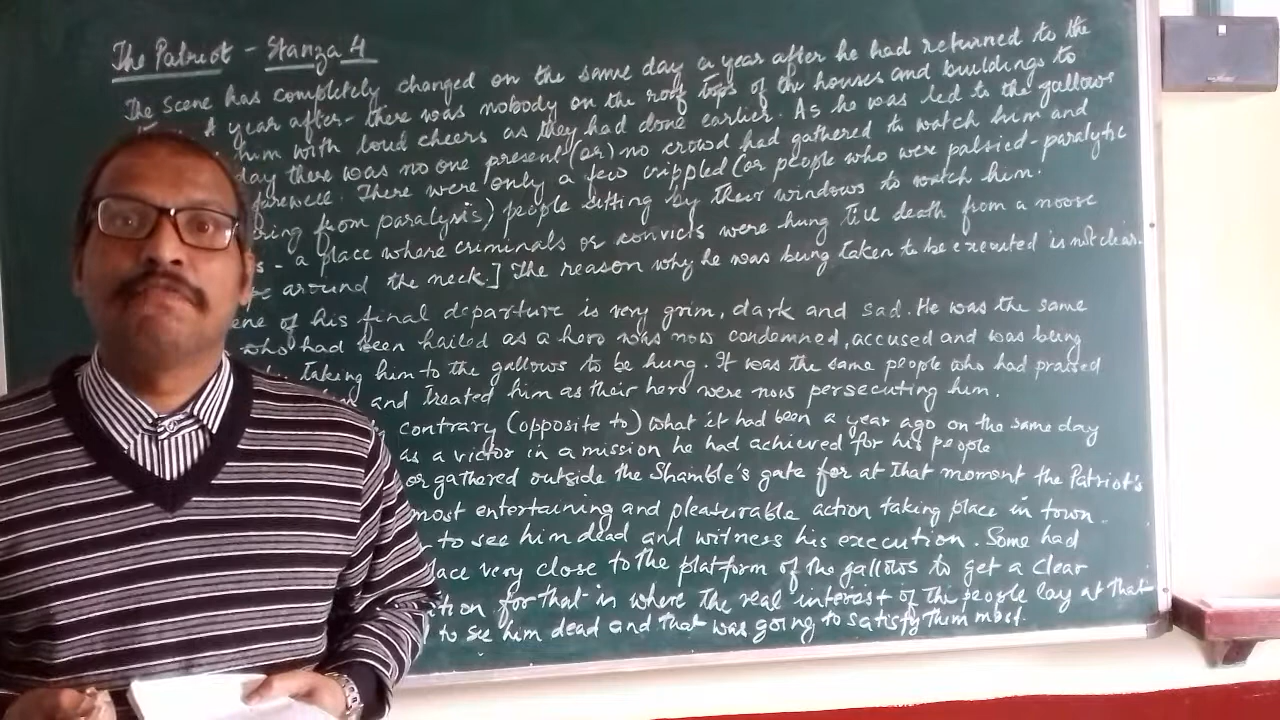 The Patriot - Stanza 4
The scene has completely changed on the same day a year after he had returned to the
A year after - there was nobody on the roof tops of the houses and buildings to
him with loud cheers as they had done earlier. As he was led to the gallows
day there was no one present (or) no crowd had gathered to watch him and
farewell. There were only a few crippled (or people who were palsied - paralytic
ring from paralysis) people sitting by their windows to watch him.
s - a place where criminals or convicts were hung till death from a noose
around the neck.] The reason why he was being taken to be executed is not clear.
ene of his final departure is very grim, dark and sad. He was the same
who had been hailed as a hero was now condemned, accused and was being
taking him to the gallows to be hung. It was the same people who had praised
and treated him as their hero were now persecuting him.
contrary (opposite to) what it had been a year ago on the same day
as a victor in a mission he had achieved for his people
or gathered outside the Shamble's gate for at that moment the Patriot's
most entertaining and pleasurable action taking place in town.
to see him dead and witness his execution. Some had
lace very close to the platform of the gallows to get a clear
tion for that is where the real interest of the people lay at that
to see him dead and that was going to satisfy them most.